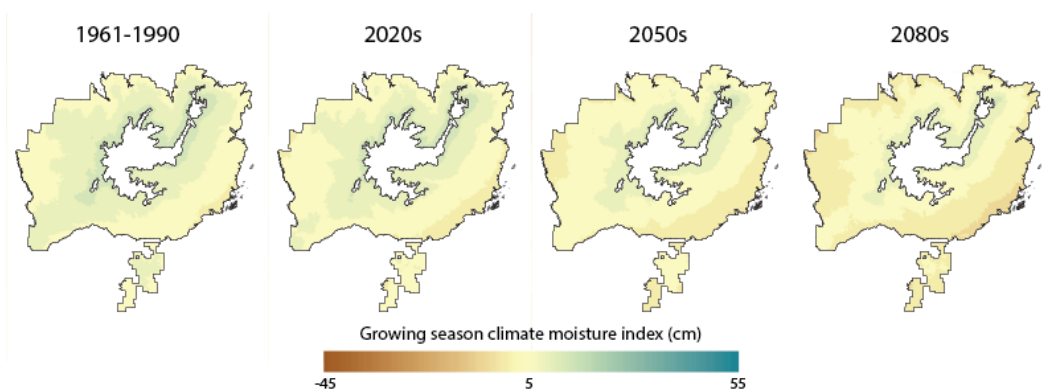 1961-1990 2020s 2050s 2080s
Growing season climate moisture index (cm)
-45 5 55